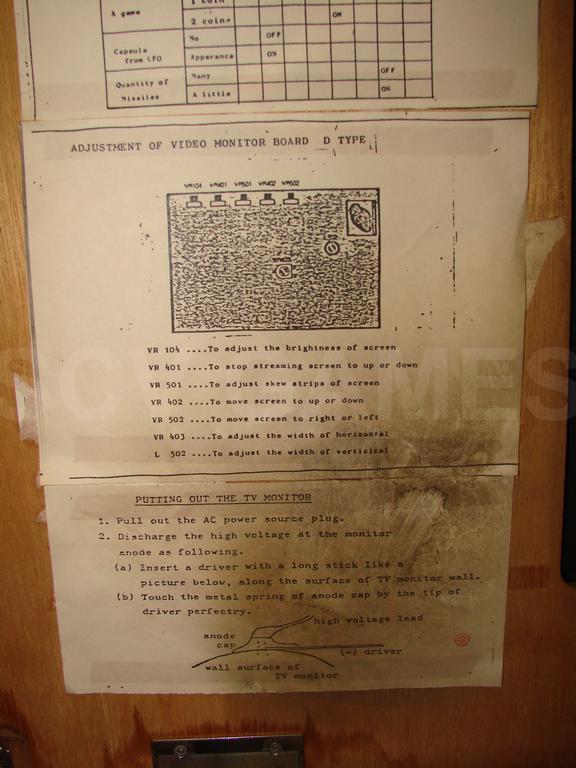 1 coin
A game
2 coins
ON
No
OFF
Capsule
from UFO
Apperance
ON
Many
OFF
Quantity of
Missiles
A little
ON
ADJUSTMENT OF VIDEO MONITOR BOARD D TYPE
VR104 VR401 VR501 VR402 VR502
VR 104 ....To adjust the brightness of screen
VR 401 ....To stop streaming screen to up or down
VR 501 ....To adjust skew strips of screen
VR 402 ....To move screen to up or down
VR 502 ....To move screen to right or left
VR 403 ....To adjust the width of horizontal
L 502 ....To adjust the width of verticical
PUTTING OUT THE TV MONITOR
1. Pull out the AC power source plug.
2. Discharge the high voltage at the monitor
anode as following.
(a) Insert a driver with a long stick like a
picture below, along the surface of TV monitor wall.
(b) Touch the metal spring of anode cap by the tip of
driver perfectry.
high voltage lead
anode
cap
(-) driver
wall surface of
TV monitor